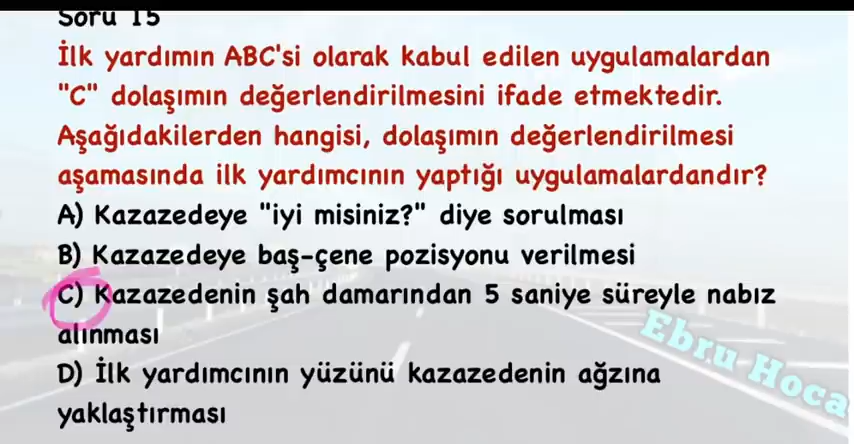 Soru 15
İlk yardımın ABC'si olarak kabul edilen uygulamalardan
"C" dolaşımın değerlendirilmesini ifade etmektedir.
Aşağıdakilerden hangisi, dolaşımın değerlendirilmesi
aşamasında ilk yardımcının yaptığı uygulamalardandır?
A) Kazazedeye "iyi misiniz?" diye sorulması
B) Kazazedeye baş-çene pozisyonu verilmesi
C) Kazazedenin şah damarından 5 saniye süreyle nabız
alınması
D) İlk yardımcının yüzünü kazazedenin ağzına
yaklaştırması
Ebru Hoca